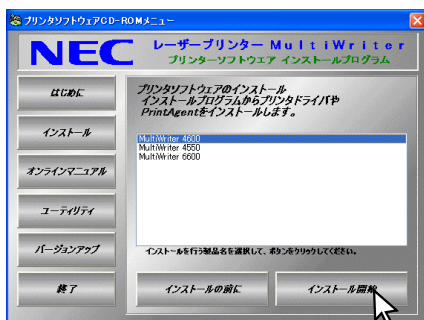 プリンタソフトウェアCD-ROMメニュー
NEC
レーザープリンター MultiWriter
プリンターソフトウエア インストールプログラム
はじめに
インストール
オンラインマニュアル
ユーティリティ
バージョンアップ
終了
プリンタソフトウェアのインストール
インストールプログラムからプリンタドライバや
PrintAgentをインストールします。
MultiWriter 4600
MultiWriter 4550
MultiWriter 6600
インストールを行う製品名を選択して、ボタンをクリックしてください。
インストールの前に
インストール開始